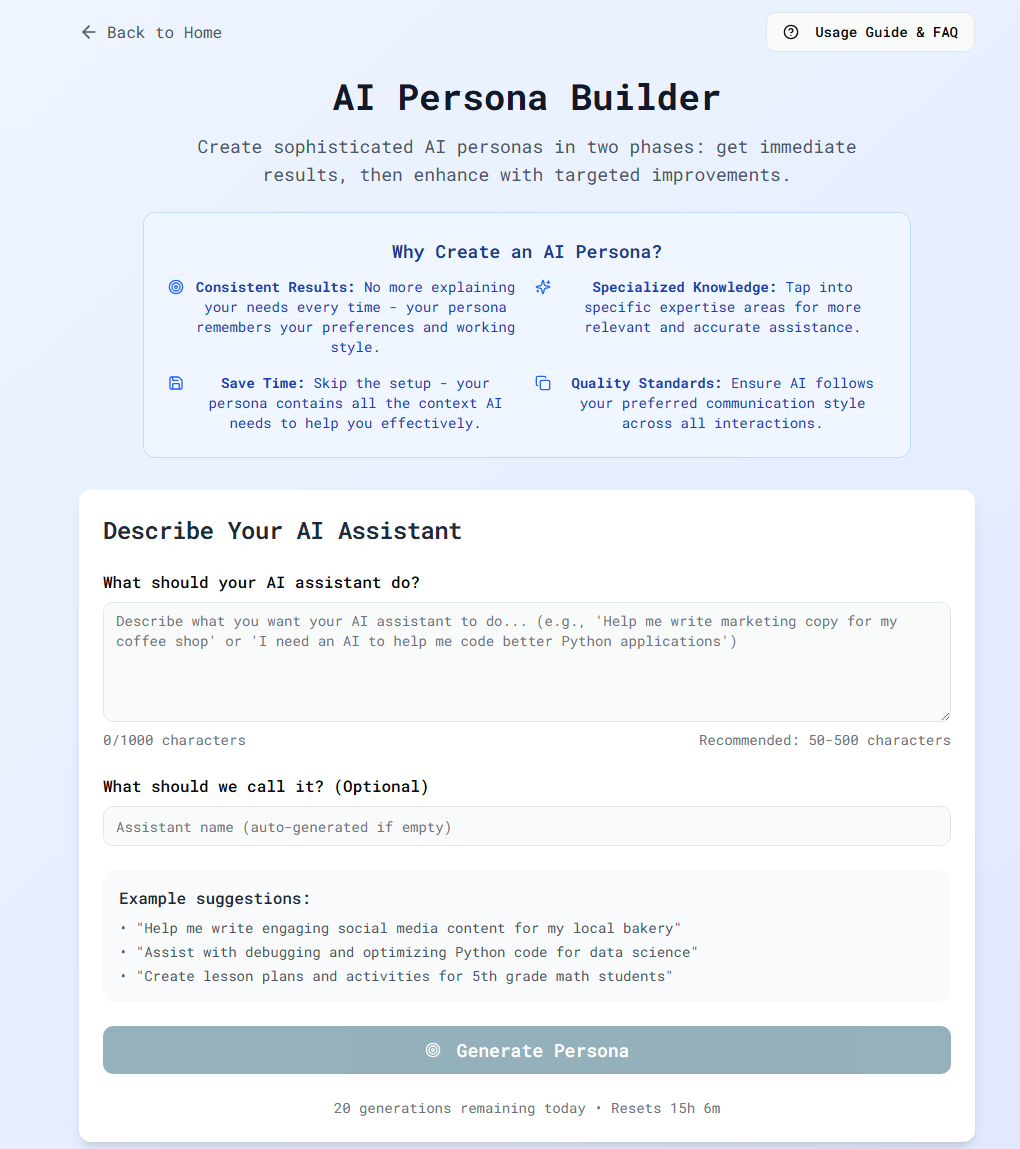 Back to Home
Usage Guide & FAQ
AI Persona Builder
Create sophisticated AI personas in two phases: get immediate
results, then enhance with targeted improvements.
Why Create an AI Persona?
Consistent Results: No more explaining
your needs every time - your persona
remembers your preferences and working
style.
Specialized Knowledge: Tap into
specific expertise areas for more
relevant and accurate assistance.
Save Time: Skip the setup - your
persona contains all the context AI
needs to help you effectively.
Quality Standards: Ensure AI follows
your preferred communication style
across all interactions.
Describe Your AI Assistant
What should your AI assistant do?
Describe what you want your AI assistant to do... (e.g., 'Help me write marketing copy for my
coffee shop' or 'I need an AI to help me code better Python applications')
0/1000 characters
Recommended: 50-500 characters
What should we call it? (Optional)
Assistant name (auto-generated if empty)
Example suggestions:
• "Help me write engaging social media content for my local bakery"
• "Assist with debugging and optimizing Python code for data science"
• "Create lesson plans and activities for 5th grade math students"
Generate Persona
20 generations remaining today • Resets 15h 6m